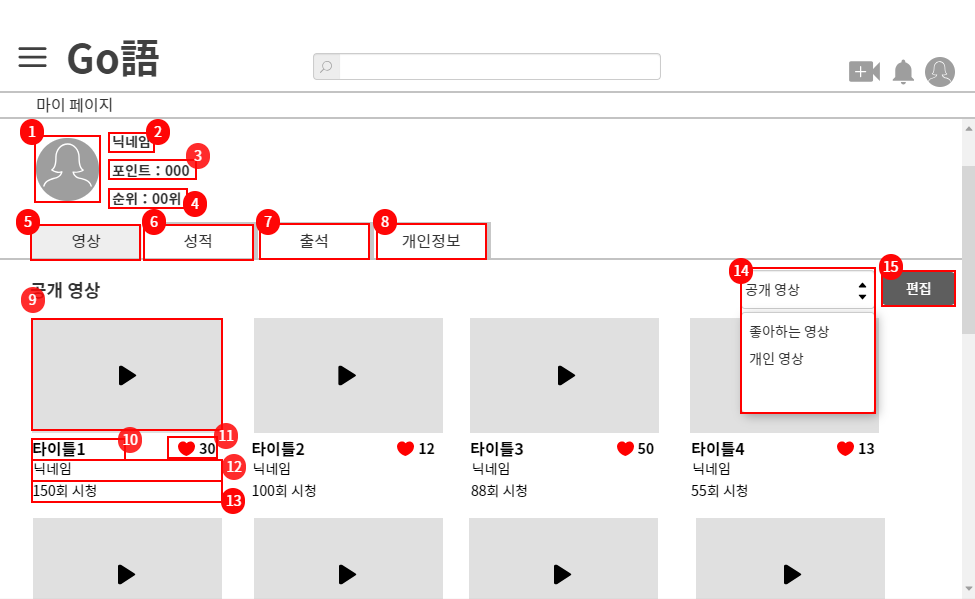 Go語
마이 페이지
1
2
닉네임
3
포인트 : 000
순위 : 00위
4
5
영상
6
성적
7
출석
8
개인정보
9
공개 영상
14
공개 영상
좋아하는 영상
개인 영상
15
편집
타이틀1
10
11
30
닉네임
12
150회 시청
13
타이틀2
12
닉네임
100회 시청
타이틀3
50
닉네임
88회 시청
타이틀4
13
닉네임
55회 시청